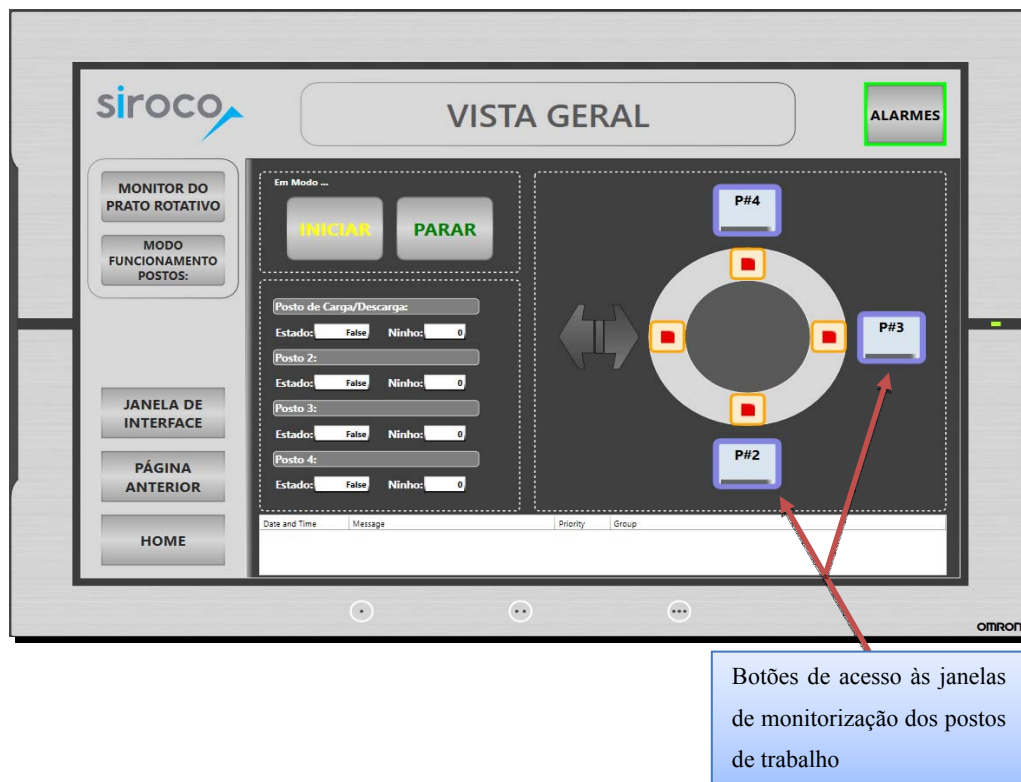 siroco
VISTA GERAL
ALARMES
MONITOR DO
PRATO ROTATIVO
MODO
FUNCIONAMENTO
POSTOS:
JANELA DE
INTERFACE
PÁGINA
ANTERIOR
HOME
Em Modo ...
INICIAR PARAR
Posto de Carga/Descarga:
Estado: False Ninho: 0
Posto 2:
Estado: False Ninho: 0
Posto 3:
Estado: False Ninho: 0
Posto 4:
Estado: False Ninho: 0
P#4
P#3
P#2
Date and Time Message Priority Group
OMRON
Botões de acesso às janelas
de monitorização dos postos
de trabalho